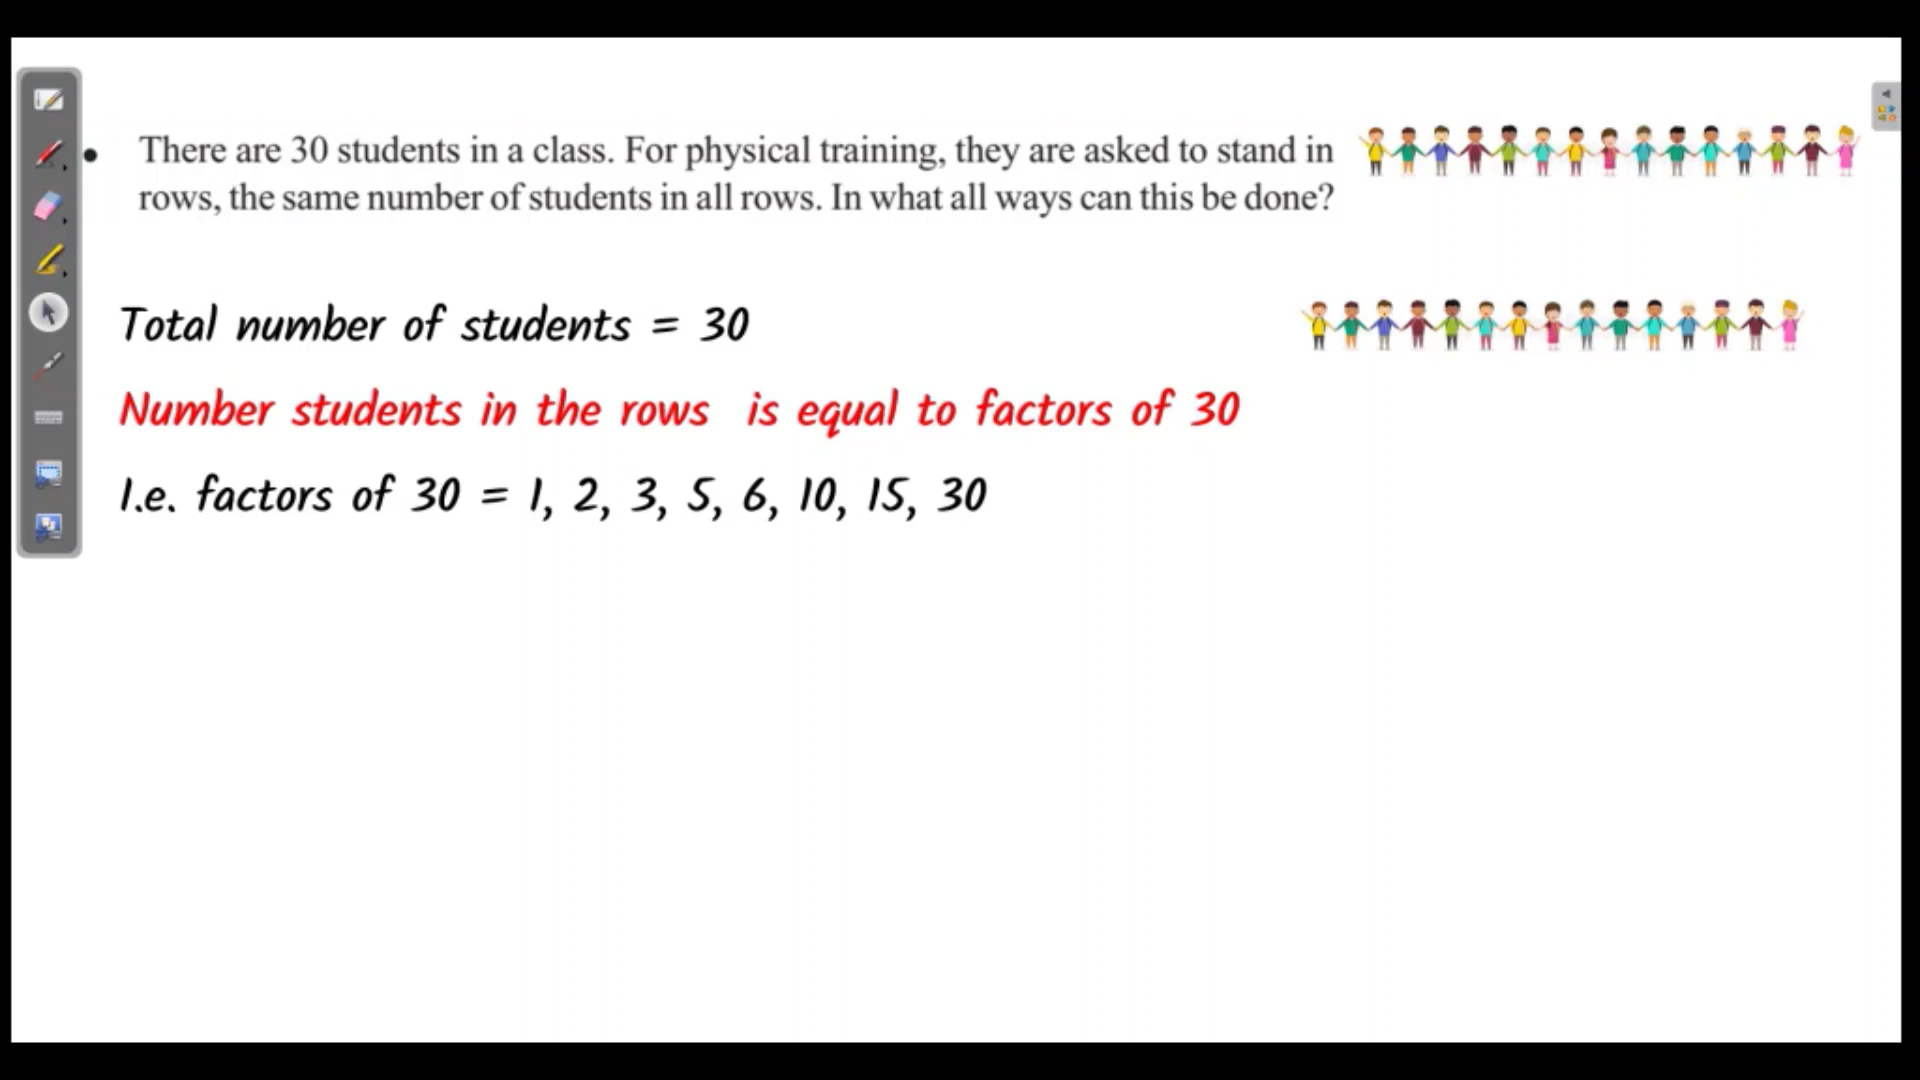 There are 30 students in a class. For physical training, they are asked to stand in
rows, the same number of students in all rows. In what all ways can this be done?
Total number of students = 30
Number students in the rows is equal to factors of 30
I.e. factors of 30 = 1, 2, 3, 5, 6, 10, 15, 30